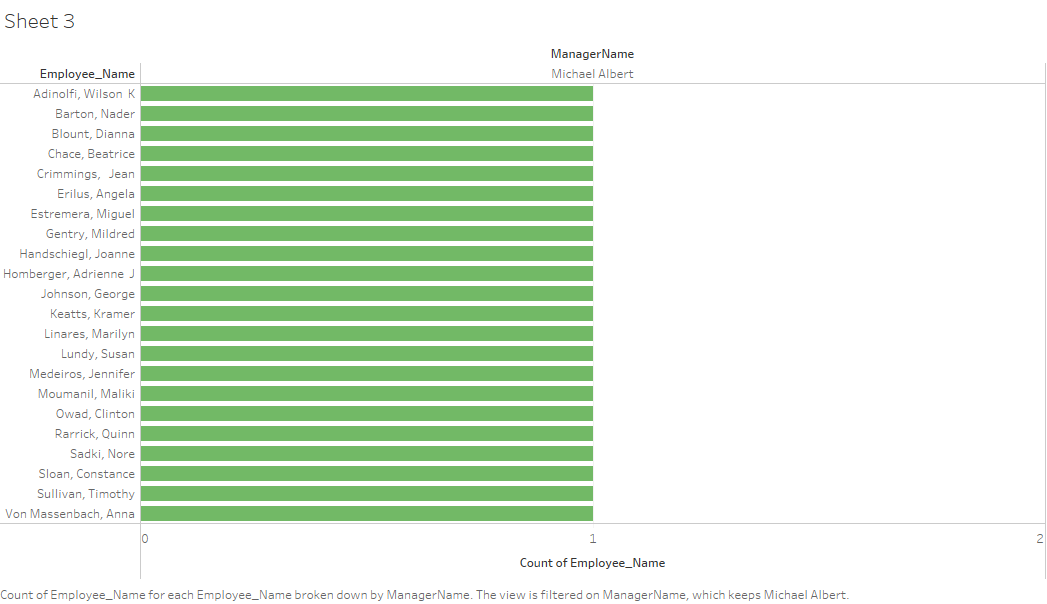 Sheet 3
ManagerName
Employee_Name
Michael Albert
Adinolfi, Wilson K
Barton, Nader
Blount, Dianna
Chace, Beatrice
Crimmings, Jean
Erilus, Angela
Estremera, Miguel
Gentry, Mildred
Handschiegl, Joanne
Homberger, Adrienne J
Johnson, George
Keatts, Kramer
Linares, Marilyn
Lundy, Susan
Medeiros, Jennifer
Moumanil, Maliki
Owad, Clinton
Rarrick, Quinn
Sadki, Nore
Sloan, Constance
Sullivan, Timothy
Von Massenbach, Anna
0 1 2
Count of Employee_Name
Count of Employee_Name for each Employee_Name broken down by ManagerName. The view is filtered on ManagerName, which keeps Michael Albert.